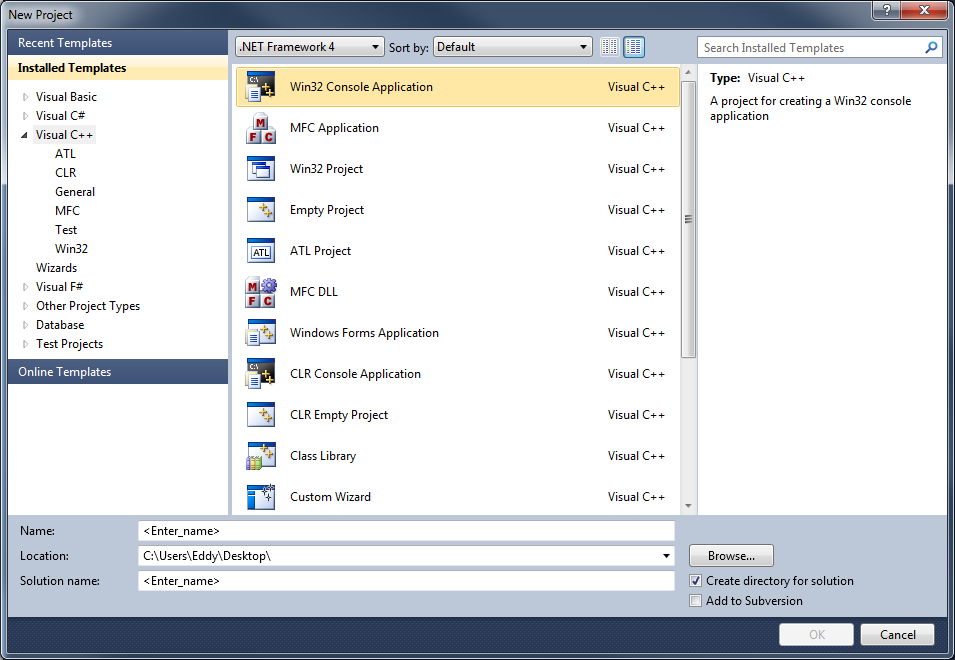 New Project
Recent Templates
Installed Templates
Visual Basic
Visual C#
Visual C++
ATL
CLR
General
MFC
Test
Win32
Wizards
Visual F#
Other Project Types
Database
Test Projects
Online Templates
.NET Framework 4 Sort by: Default
Win32 Console Application Visual C++
MFC Application Visual C++
Win32 Project Visual C++
Empty Project Visual C++
ATL Project Visual C++
MFC DLL Visual C++
Windows Forms Application Visual C++
CLR Console Application Visual C++
CLR Empty Project Visual C++
Class Library Visual C++
Custom Wizard Visual C++
Search Installed Templates
Type: Visual C++
A project for creating a Win32 console
application
Name: <Enter_name>
Location: C:\Users\Eddy\Desktop\ Browse...
Solution name: <Enter_name>
Create directory for solution
Add to Subversion
OK Cancel